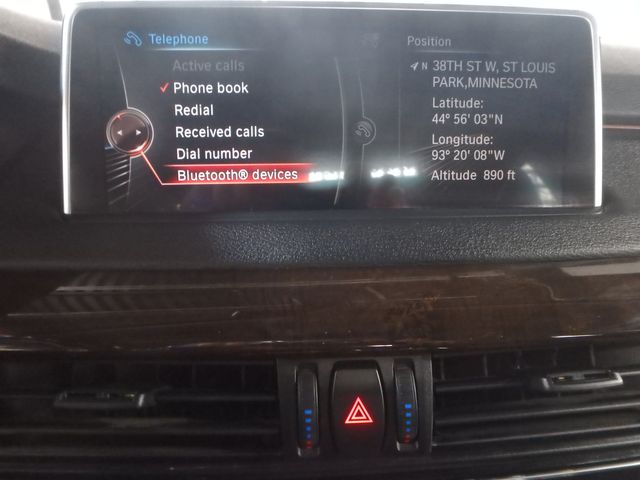 Telephone
Active calls
Phone book
Redial
Received calls
Dial number
Bluetooth® devices
Position
N 38TH ST W, ST LOUIS
PARK,MINNESOTA
Latitude:
44° 56' 03"N
Longitude:
93° 20' 08"W
Altitude 890 ft